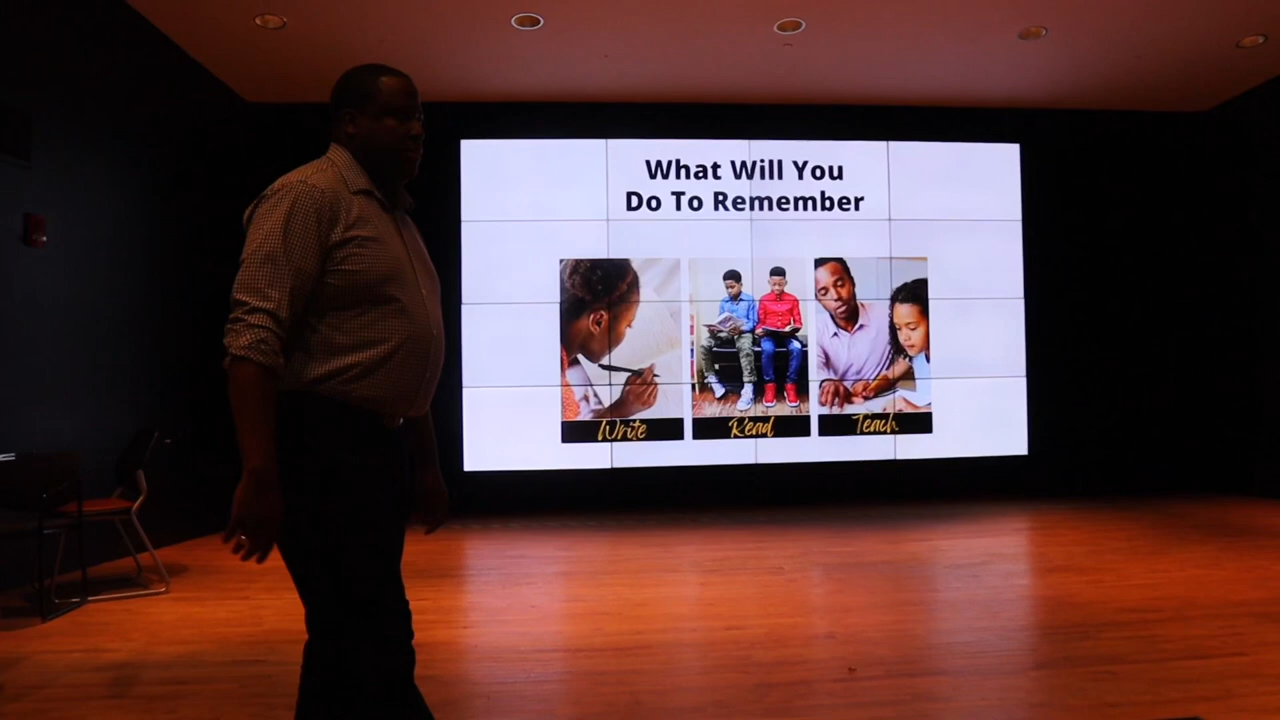 What Will You
Do To Remember
Write
Read
Teach